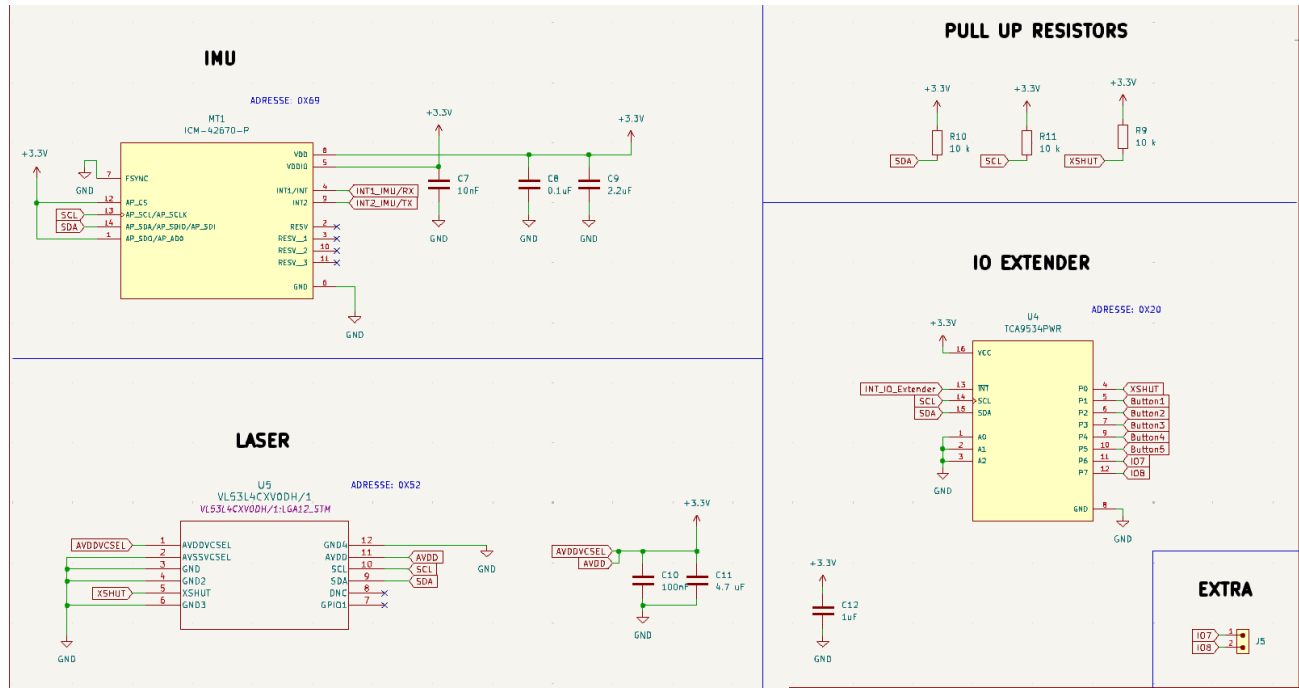 IMU
ADRESSE: 0X69
MT1
ICM-42670-P
+3.3V
GND
7 FSYNC
12 AP_CS
SCL 13 AP_SCL/AP_SCLK
SDA 14 AP_SDA/AP_SDIO/AP_SDI
1 AP_SDO/AP_AD0
VDD 8
VDDIO 5
INT1/INT 4 INT1_IMU/RX
INT2 9 INT2_IMU/TX
RESV 2
RESV_1 3
RESV_2 10
RESV_3 11
GND 6
GND
+3.3V
C7
10nF
GND
C8
0.1uF
GND
+3.3V
C9
2.2uF
GND
PULL UP RESISTORS
+3.3V
R10
10 k
SDA
+3.3V
R11
10 k
SCL
+3.3V
R9
10 k
XSHUT
IO EXTENDER
ADRESSE: 0X20
U4
TCA9534PWR
+3.3V
16 VCC
INT_IO_Extender 13 INT
SCL 14 SCL
SDA 15 SDA
1 A0
2 A1
3 A2
GND
P0 4 XSHUT
P1 5 Button1
P2 6 Button2
P3 7 Button3
P4 9 Button4
P5 10 Button5
P6 11 IO7
P7 12 IO8
GND 8
GND
+3.3V
C12
1uF
GND
LASER
ADRESSE: 0X52
U5
VL53L4CXV0DH/1
VL53L4CXV0DH/1:LGA12_STM
AVDDVCSEL 1 AVDDVCSEL
2 AVSSVCSEL
3 GND
4 GND2
XSHUT 5 XSHUT
6 GND3
GND
GND4 12
GND
AVDD 11 AVDD
SCL 10 SCL
SDA 9 SDA
DNC 8
GPIO1 7
+3.3V
AVDDVCSEL
AVDD
C10
100nF
C11
4.7 uF
GND
EXTRA
IO7 1
IO8 2
J5